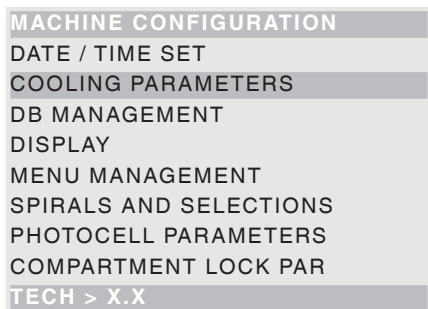 MACHINE CONFIGURATION
DATE / TIME SET
COOLING PARAMETERS
DB MANAGEMENT
DISPLAY
MENU MANAGEMENT
SPIRALS AND SELECTIONS
PHOTOCELL PARAMETERS
COMPARTMENT LOCK PAR
TECH > X.X